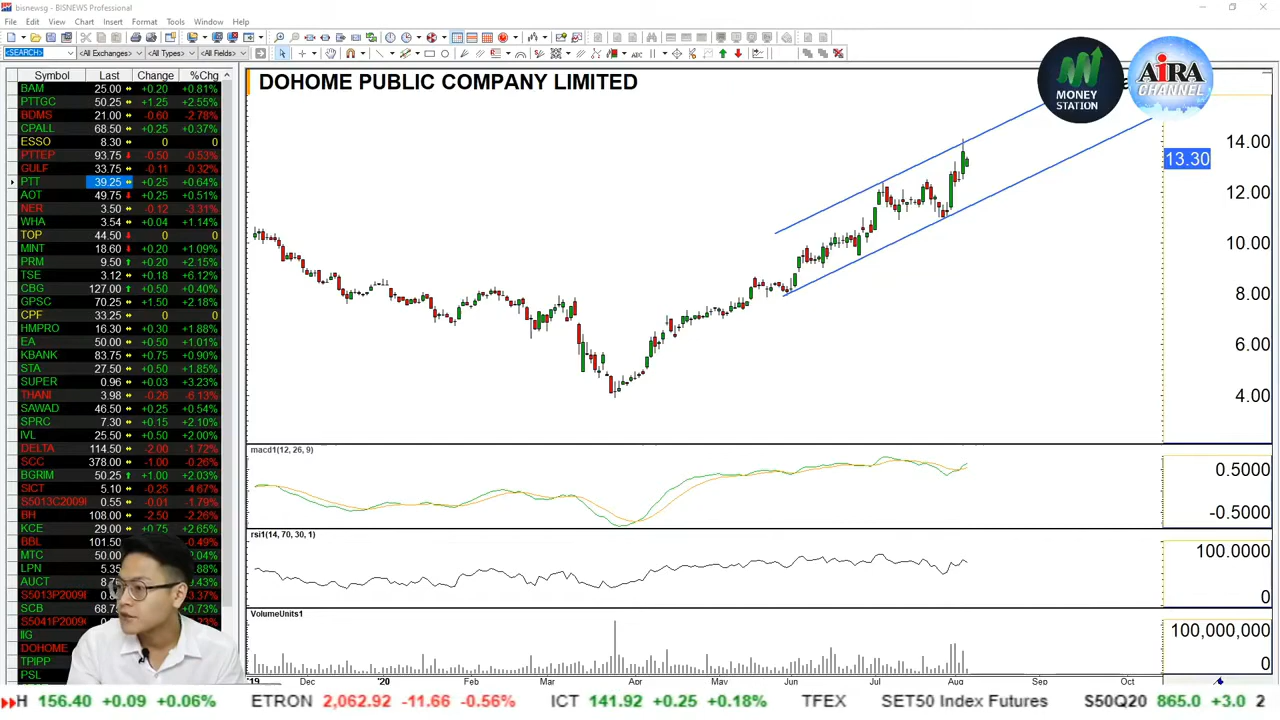 bisnewsg - BISNEWS Professional
File Edit View Chart Insert Format Tools Window Help
<SEARCH> <All Exchanges> <All Types> <All Fields>
Symbol Last Change %Chg
BAM 25.00 +0.20 +0.81%
PTTGC 50.25 +1.25 +2.55%
BDMS 21.00 -0.60 -2.78%
CPALL 68.50 +0.25 +0.37%
ESSO 8.30 0 0
PTTEP 93.75 -0.50 -0.53%
GULF 33.75 -0.11 -0.32%
PTT 39.25 +0.25 +0.64%
AOT 49.75 +0.25 +0.51%
NER 3.50 -0.12 -3.31%
WHA 3.54 +0.04 +1.14%
TOP 44.50 0 0
MINT 18.60 +0.20 +1.09%
PRM 9.50 +0.20 +2.15%
TSE 3.12 +0.18 +6.12%
CBG 127.00 +0.50 +0.40%
GPSC 70.25 +1.50 +2.18%
CPF 33.25 0 0
HMPRO 16.30 +0.30 +1.88%
EA 50.00 +0.50 +1.01%
KBANK 83.75 +0.75 +0.90%
STA 27.50 +0.50 +1.85%
SUPER 0.96 +0.03 +3.23%
THANI 3.98 -0.26 -6.13%
SAWAD 46.50 +0.25 +0.54%
SPRC 7.30 +0.15 +2.10%
IVL 25.50 +0.50 +2.00%
DELTA 114.50 -2.00 -1.72%
SCC 378.00 -1.00 -0.26%
BGRIM 50.25 +1.00 +2.03%
SICT 5.10 -0.25 -4.67%
S5013C2009 0.55 -0.01 -1.79%
BH 108.00 -2.50 -2.26%
KCE 29.00 +0.75 +2.65%
BBL 101.50 -0.49%
MTC 50.00
LPN 5.35
AUCT
S5013P2009
SCB 68.75 +0.73%
S5041P2009
IIG
DOHOME
TPIPP
PSL
DOHOME PUBLIC COMPANY LIMITED
MONEY
STATION
AiRA
CHANNEL
14.00
13.30
12.00
10.00
8.00
6.00
4.00
macd1(12, 26, 9)
0.5000
-0.5000
rsi1(14, 70, 30, 1)
100.0000
0
VolumeUnits1
100,000,000
0
'19 Dec '20 Feb Mar Apr May Jun Jul Aug Sep Oct
H 156.40 +0.09 +0.06% ETRON 2,062.92 -11.66 -0.56% ICT 141.92 +0.25 +0.18% TFEX SET50 Index Futures S50Q20 865.0 +3.0 2